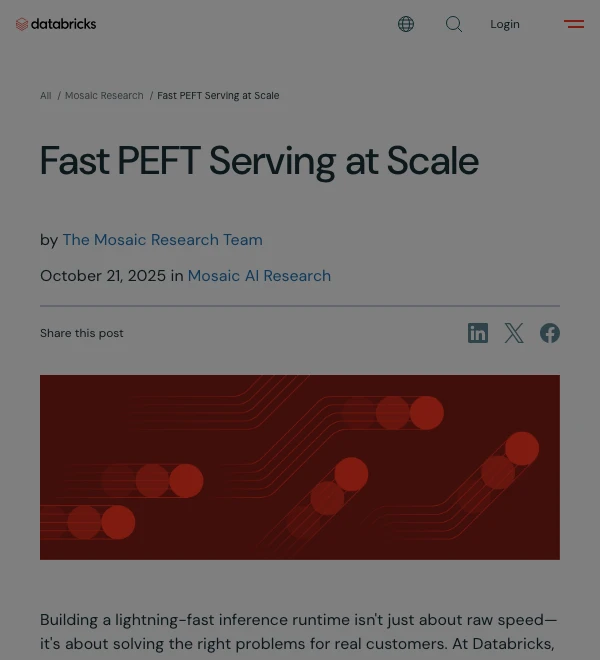 databricks
Login
All / Mosaic Research / Fast PEFT Serving at Scale
Fast PEFT Serving at Scale
by The Mosaic Research Team
October 21, 2025 in Mosaic AI Research
Share this post
Building a lightning-fast inference runtime isn't just about raw speed—
it's about solving the right problems for real customers. At Databricks,